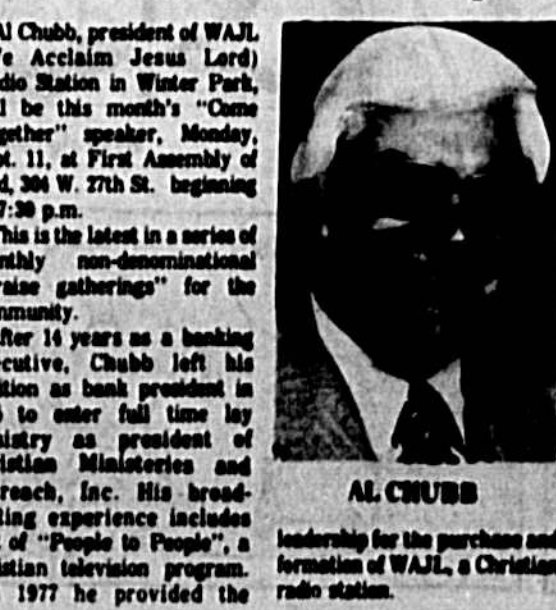 Al Chubb, president of WAJL
e Acclaim Jesus Lord)
dio Station in Winter Park,
l be this month's "Come
gether" speaker, Monday,
pt. 11, at First Assembly of
d, 304 W. 27th St. beginning
7:30 p.m.
his is the latest in a series of
nthly non-denominational
raise gatherings" for the
mmunity.
fter 14 years as a banking
ecutive, Chubb left his
ition as bank president in
to enter full time lay
nistry as president of
ristian Ministeries and
reach, Inc. His broad-
ting experience includes
of "People to People", a
istian television program.
1977 he provided the
AL CHUBB
leadership for the purchase and
formation of WAJL, a Christian
radio station.